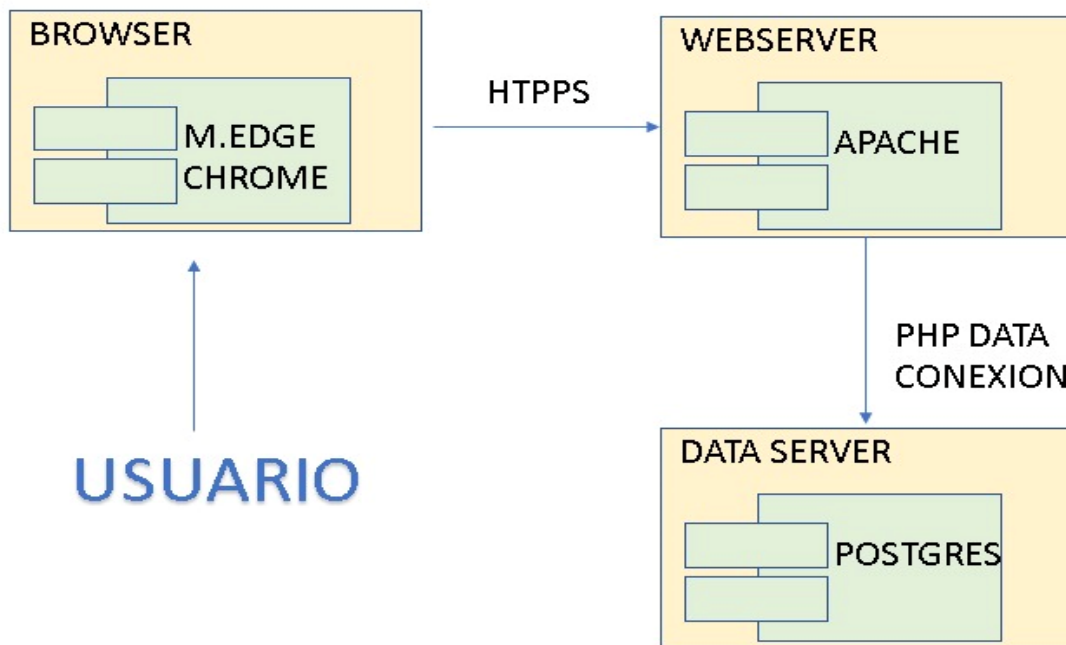 BROWSER
M.EDGE
CHROME
HTPPS
WEBSERVER
APACHE
PHP DATA
CONEXION
USUARIO
DATA SERVER
POSTGRES